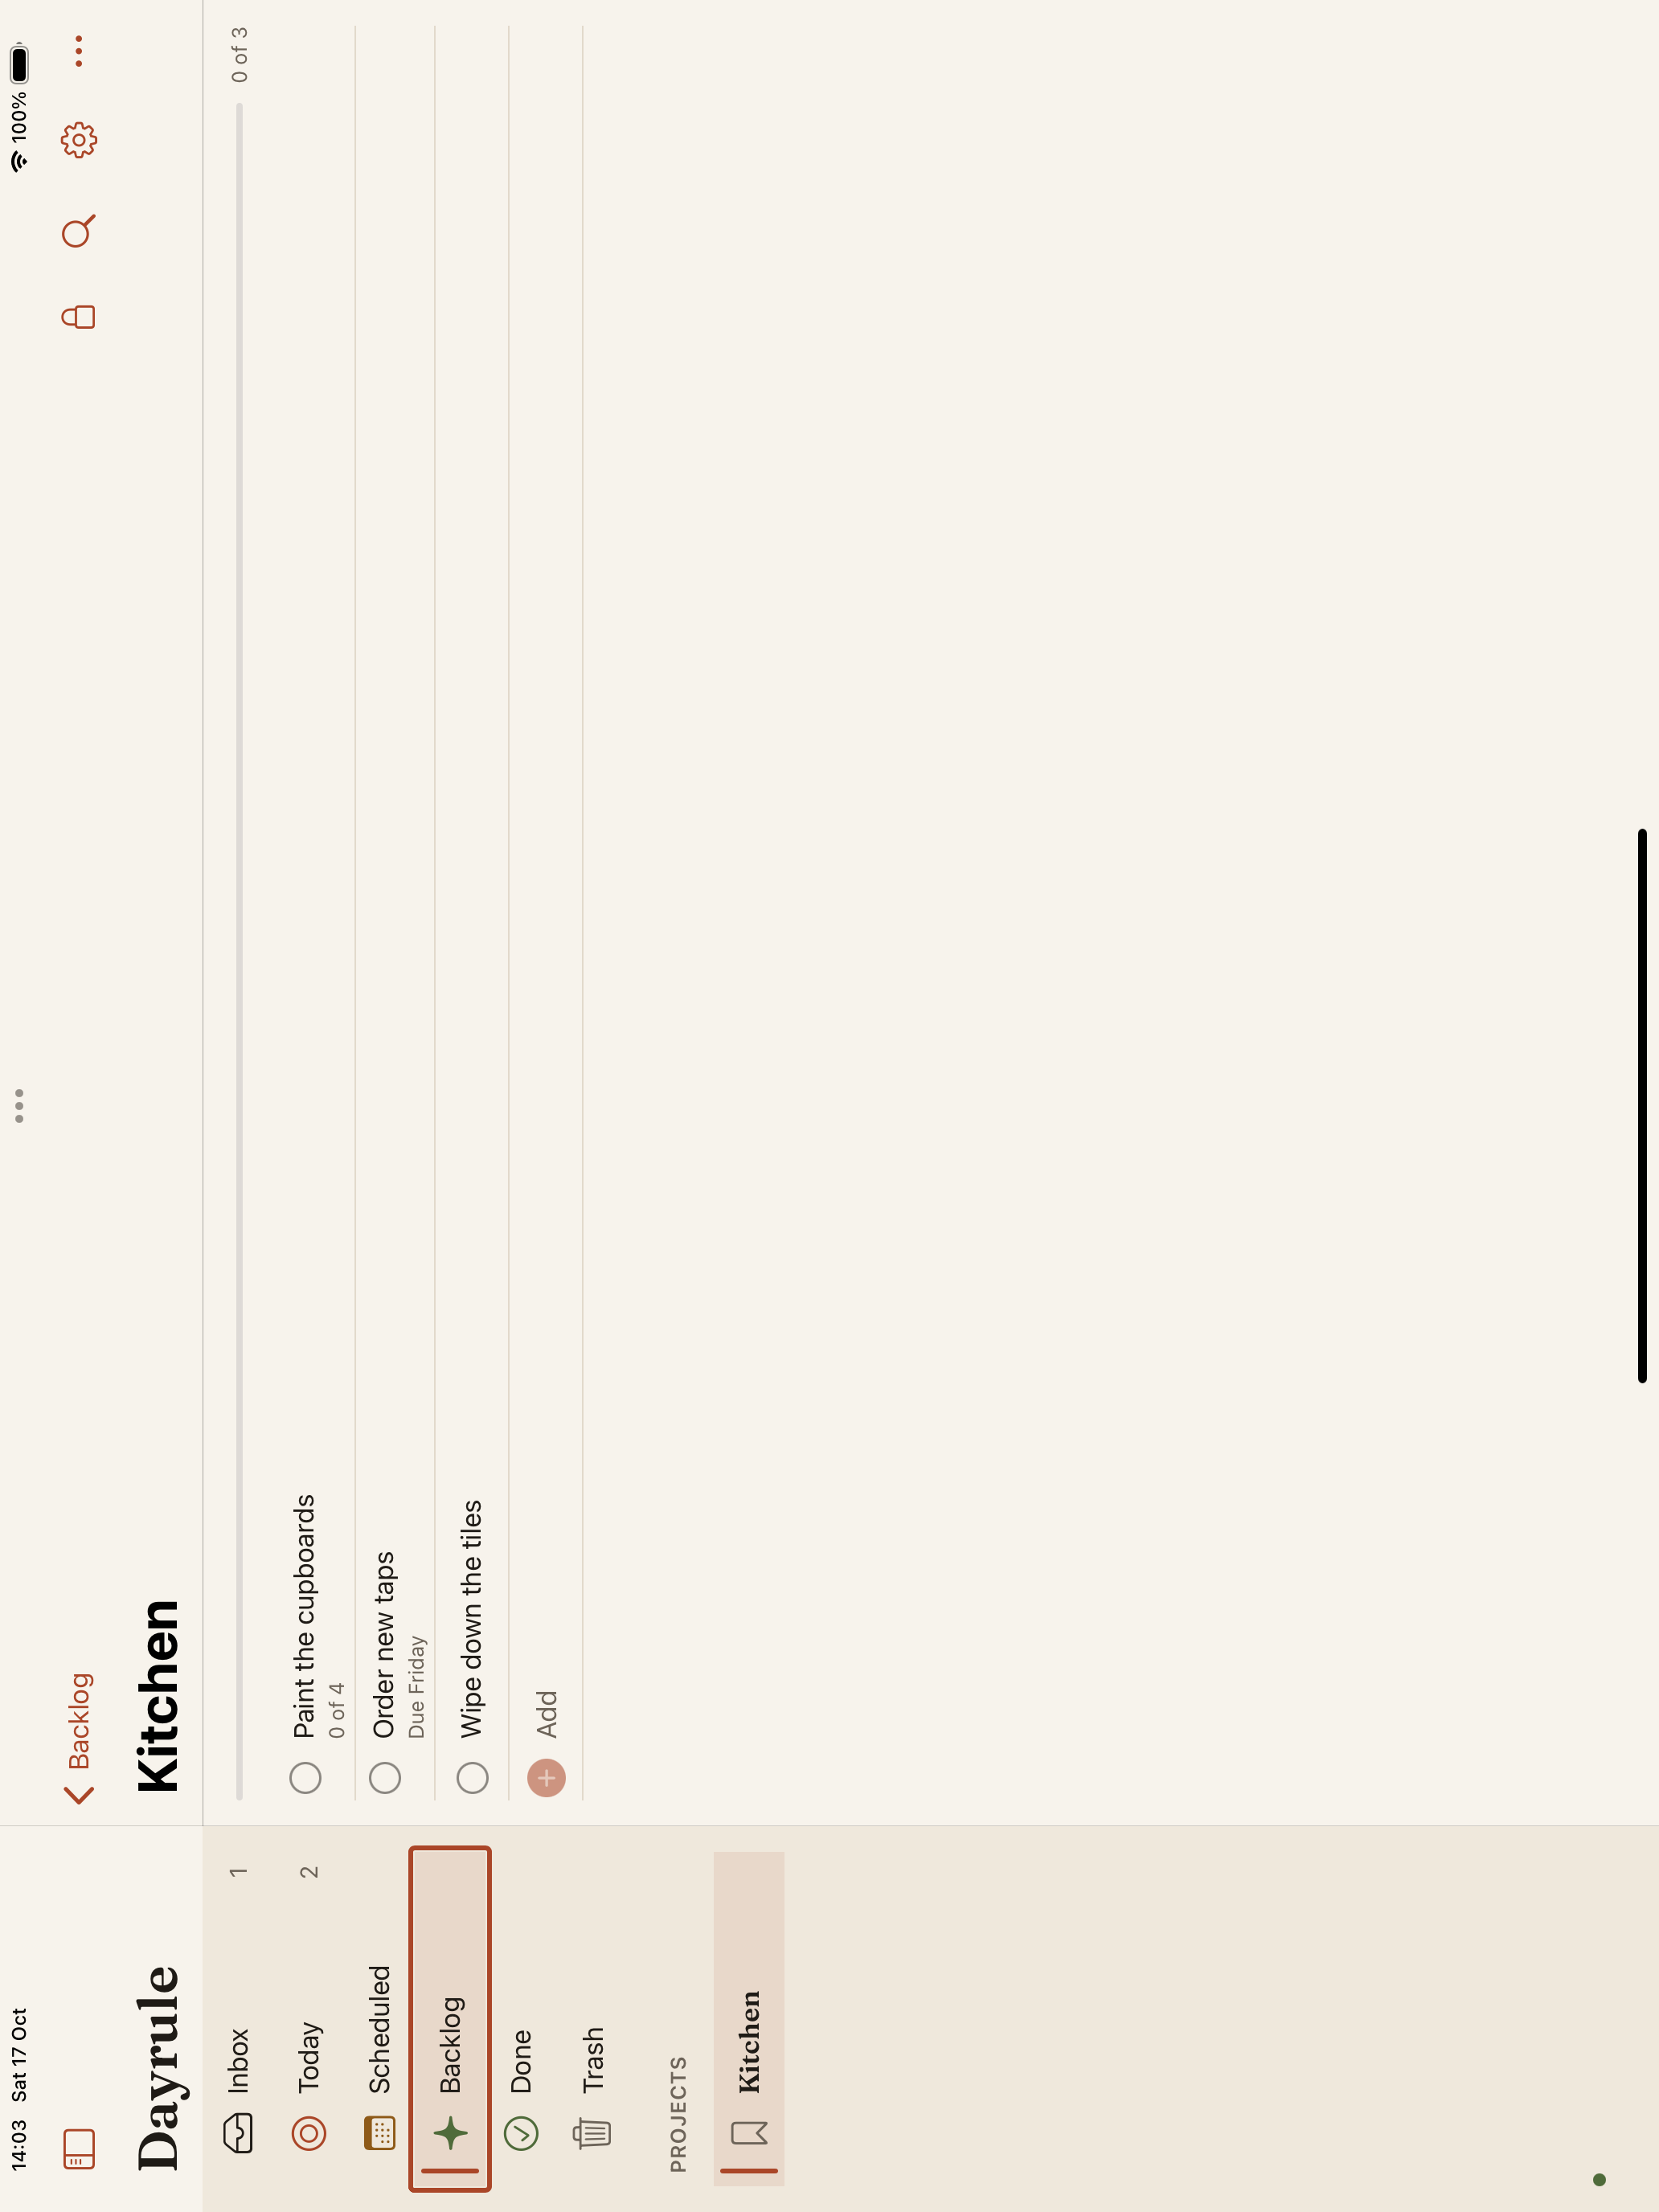 14:03 Sat 17 Oct
100%
Dayrule
Inbox 1
Today 2
Scheduled
Backlog
Done
Trash
PROJECTS
Kitchen
Backlog
Kitchen
0 of 3
Paint the cupboards
0 of 4
Order new taps
Due Friday
Wipe down the tiles
Add